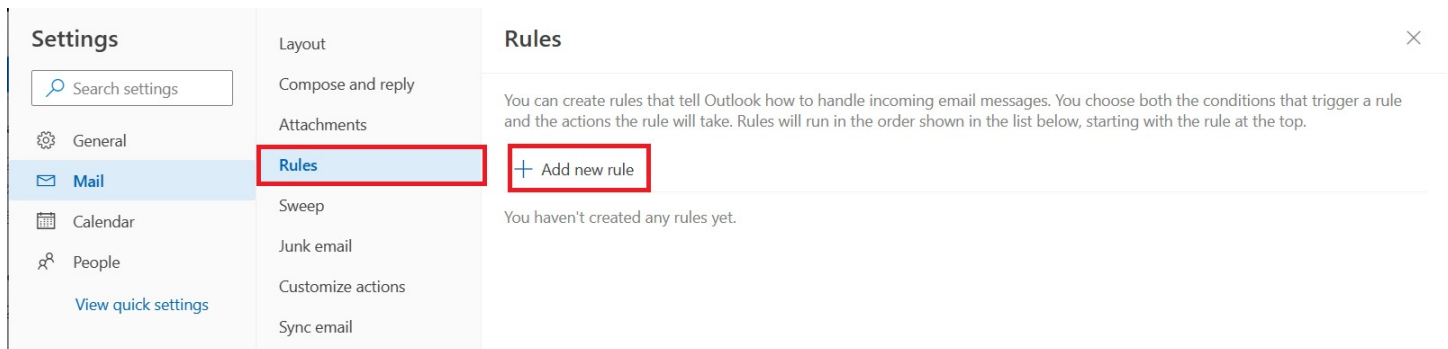 Settings
Search settings
General
Mail
Calendar
People
View quick settings
Layout
Compose and reply
Attachments
Rules
Sweep
Junk email
Customize actions
Sync email
Rules
You can create rules that tell Outlook how to handle incoming email messages. You choose both the conditions that trigger a rule
and the actions the rule will take. Rules will run in the order shown in the list below, starting with the rule at the top.
Add new rule
You haven't created any rules yet.